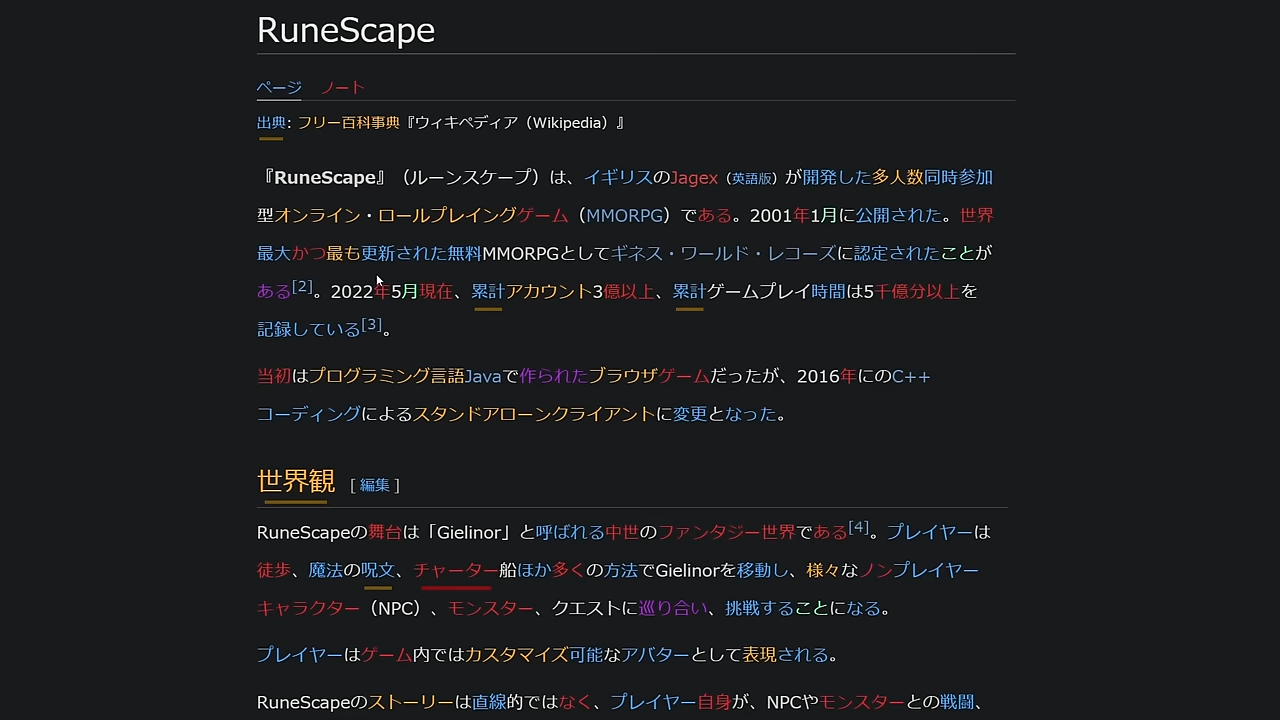 RuneScape
ページ ノート
出典: フリー百科事典『ウィキペディア（Wikipedia）』
『RuneScape』（ルーンスケープ）は、イギリスのJagex（英語版）が開発した多人数同時参加
型オンライン・ロールプレイングゲーム（MMORPG）である。2001年1月に公開された。世界
最大かつ最も更新された無料MMORPGとしてギネス・ワールド・レコーズに認定されたことが
ある[2]。2022年5月現在、累計アカウント3億以上、累計ゲームプレイ時間は5千億分以上を
記録している[3]。
当初はプログラミング言語Javaで作られたブラウザゲームだったが、2016年にのC++
コーディングによるスタンドアローンクライアントに変更となった。
世界観 [ 編集 ]
RuneScapeの舞台は「Gielinor」と呼ばれる中世のファンタジー世界である[4]。プレイヤーは
徒歩、魔法の呪文、チャーター船ほか多くの方法でGielinorを移動し、様々なノンプレイヤー
キャラクター（NPC）、モンスター、クエストに巡り合い、挑戦することになる。
プレイヤーはゲーム内ではカスタマイズ可能なアバターとして表現される。
RuneScapeのストーリーは直線的ではなく、プレイヤー自身が、NPCやモンスターとの戦闘、